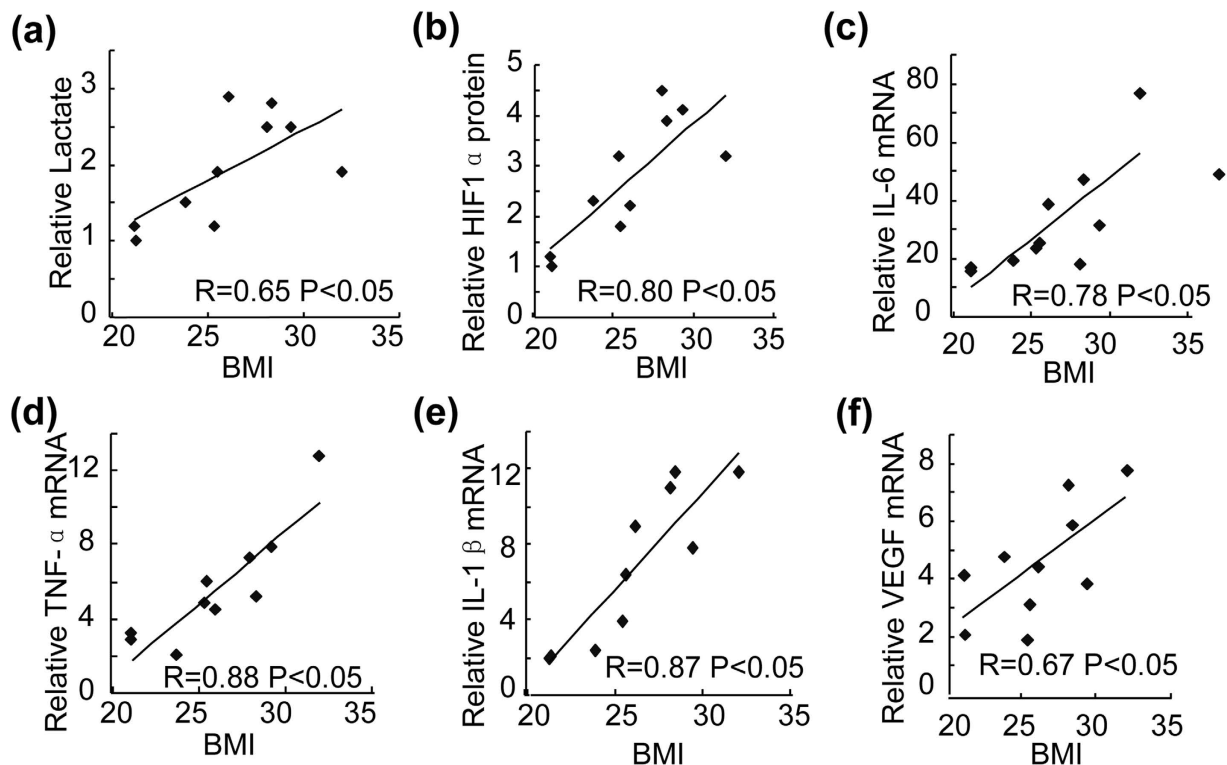 (a)
Relative Lactate
3
2
1
0
R=0.65 P<0.05
20 25 30 35
BMI
(b)
Relative HIF1 α protein
5
4
3
2
1
0
R=0.80 P<0.05
20 25 30 35
BMI
(c)
Relative IL-6 mRNA
80
60
40
20
0
R=0.78 P<0.05
20 25 30 35
BMI
(d)
Relative TNF-α mRNA
12
8
4
0
R=0.88 P<0.05
20 25 30 35
BMI
(e)
Relative IL-1 β mRNA
12
8
4
0
R=0.87 P<0.05
20 25 30 35
BMI
(f)
Relative VEGF mRNA
8
6
4
2
0
R=0.67 P<0.05
20 25 30 35
BMI